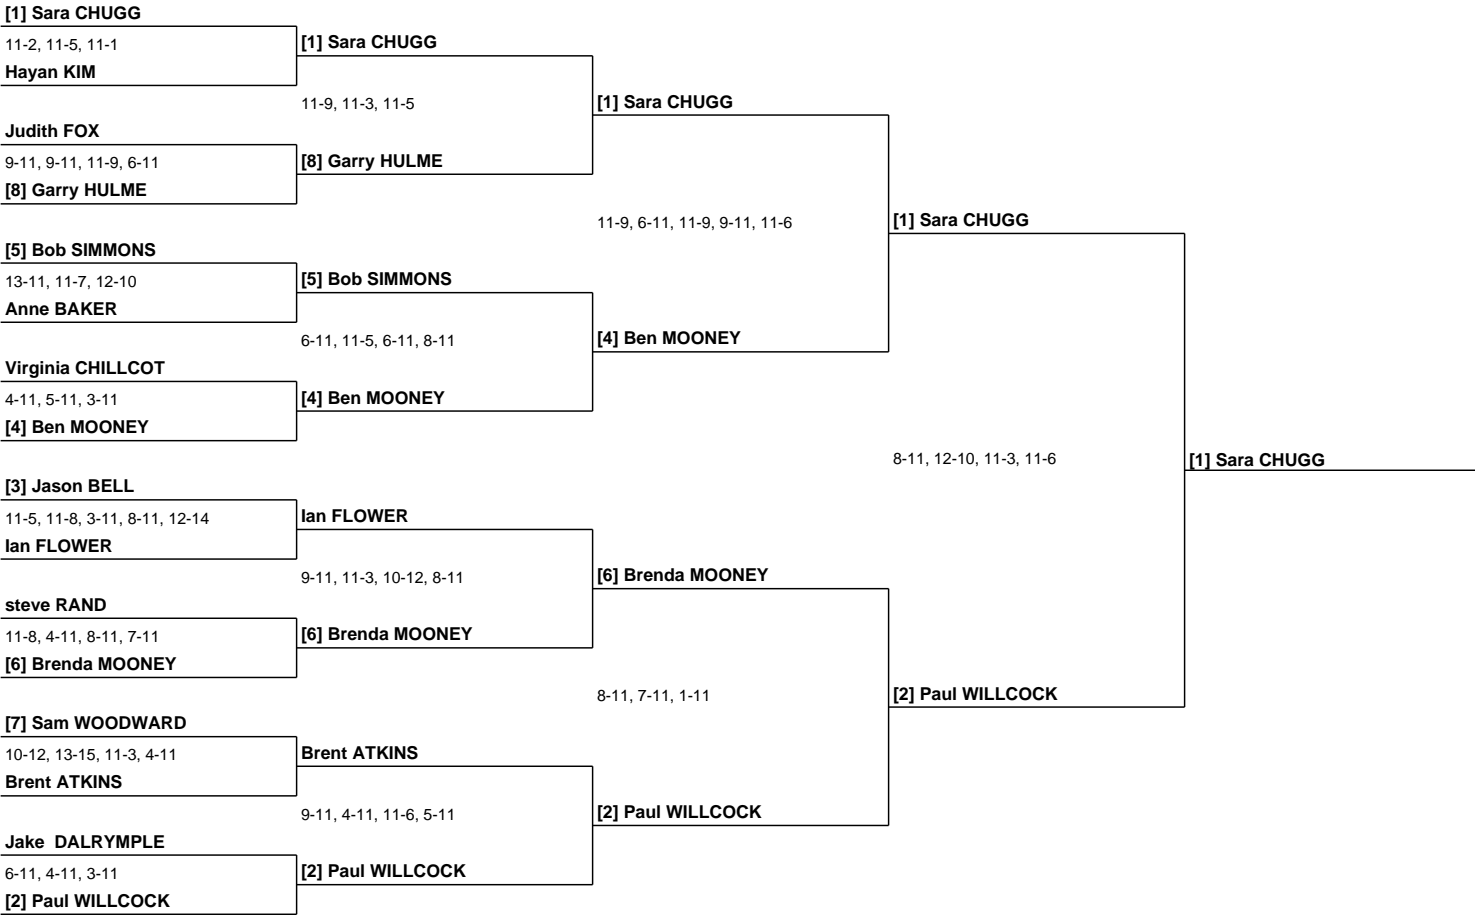 [1] Sara CHUGG
11-2, 11-5, 11-1
Hayan KIM
Judith FOX
9-11, 9-11, 11-9, 6-11
[8] Garry HULME
[5] Bob SIMMONS
13-11, 11-7, 12-10
Anne BAKER
Virginia CHILLCOT
4-11, 5-11, 3-11
[4] Ben MOONEY
[3] Jason BELL
11-5, 11-8, 3-11, 8-11, 12-14
Ian FLOWER
steve RAND
11-8, 4-11, 8-11, 7-11
[6] Brenda MOONEY
[7] Sam WOODWARD
10-12, 13-15, 11-3, 4-11
Brent ATKINS
Jake  DALRYMPLE
6-11, 4-11, 3-11
[2] Paul WILLCOCK
[1] Sara CHUGG
11-9, 11-3, 11-5
[8] Garry HULME
[5] Bob SIMMONS
6-11, 11-5, 6-11, 8-11
[4] Ben MOONEY
Ian FLOWER
9-11, 11-3, 10-12, 8-11
[6] Brenda MOONEY
Brent ATKINS
9-11, 4-11, 11-6, 5-11
[2] Paul WILLCOCK
[1] Sara CHUGG
11-9, 6-11, 11-9, 9-11, 11-6
[4] Ben MOONEY
[6] Brenda MOONEY
8-11, 7-11, 1-11
[2] Paul WILLCOCK
[1] Sara CHUGG
8-11, 12-10, 11-3, 11-6
[2] Paul WILLCOCK
[1] Sara CHUGG